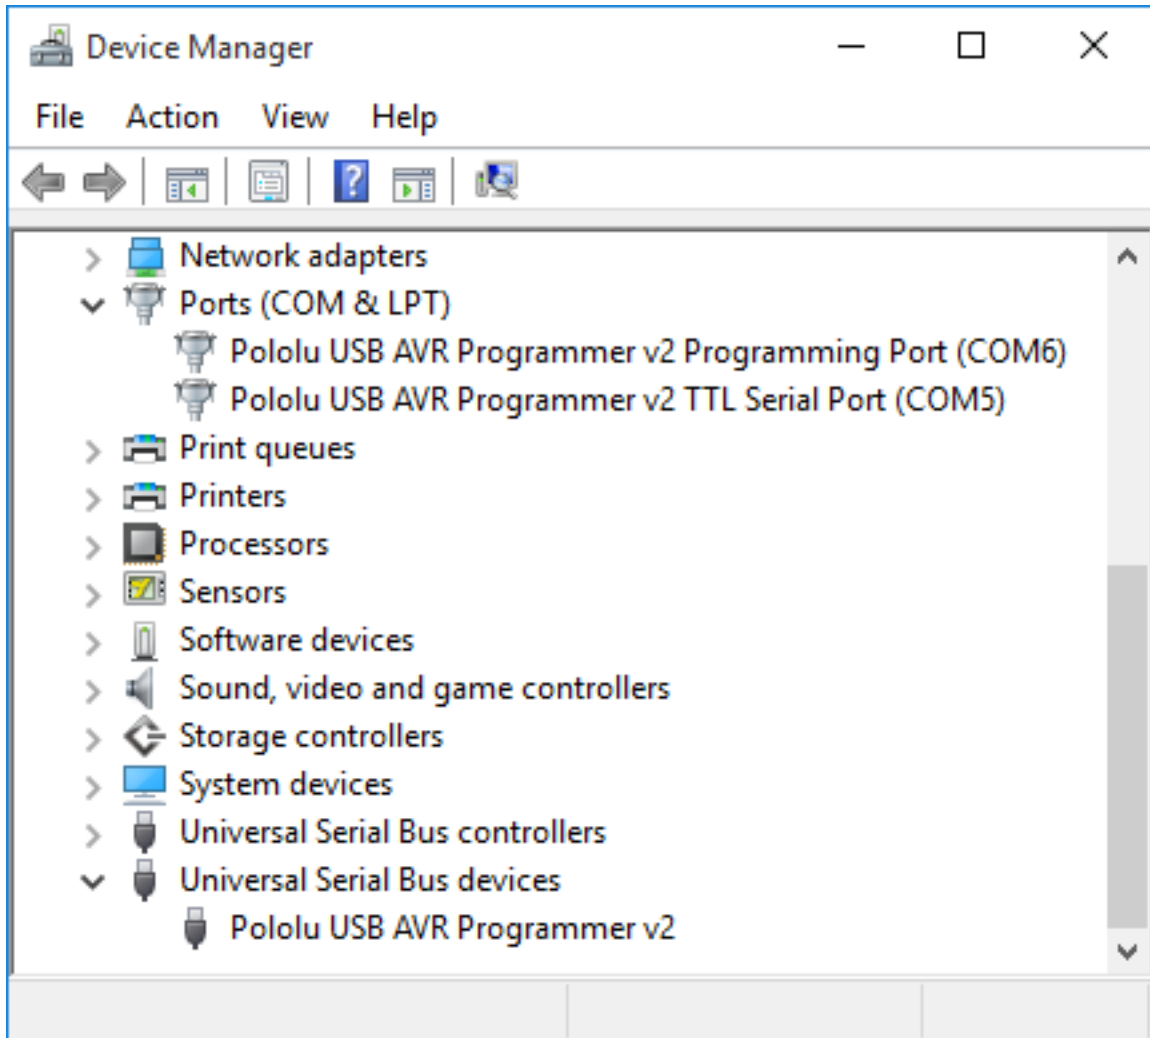 Device Manager
File Action View Help
Network adapters
Ports (COM & LPT)
Pololu USB AVR Programmer v2 Programming Port (COM6)
Pololu USB AVR Programmer v2 TTL Serial Port (COM5)
Print queues
Printers
Processors
Sensors
Software devices
Sound, video and game controllers
Storage controllers
System devices
Universal Serial Bus controllers
Universal Serial Bus devices
Pololu USB AVR Programmer v2